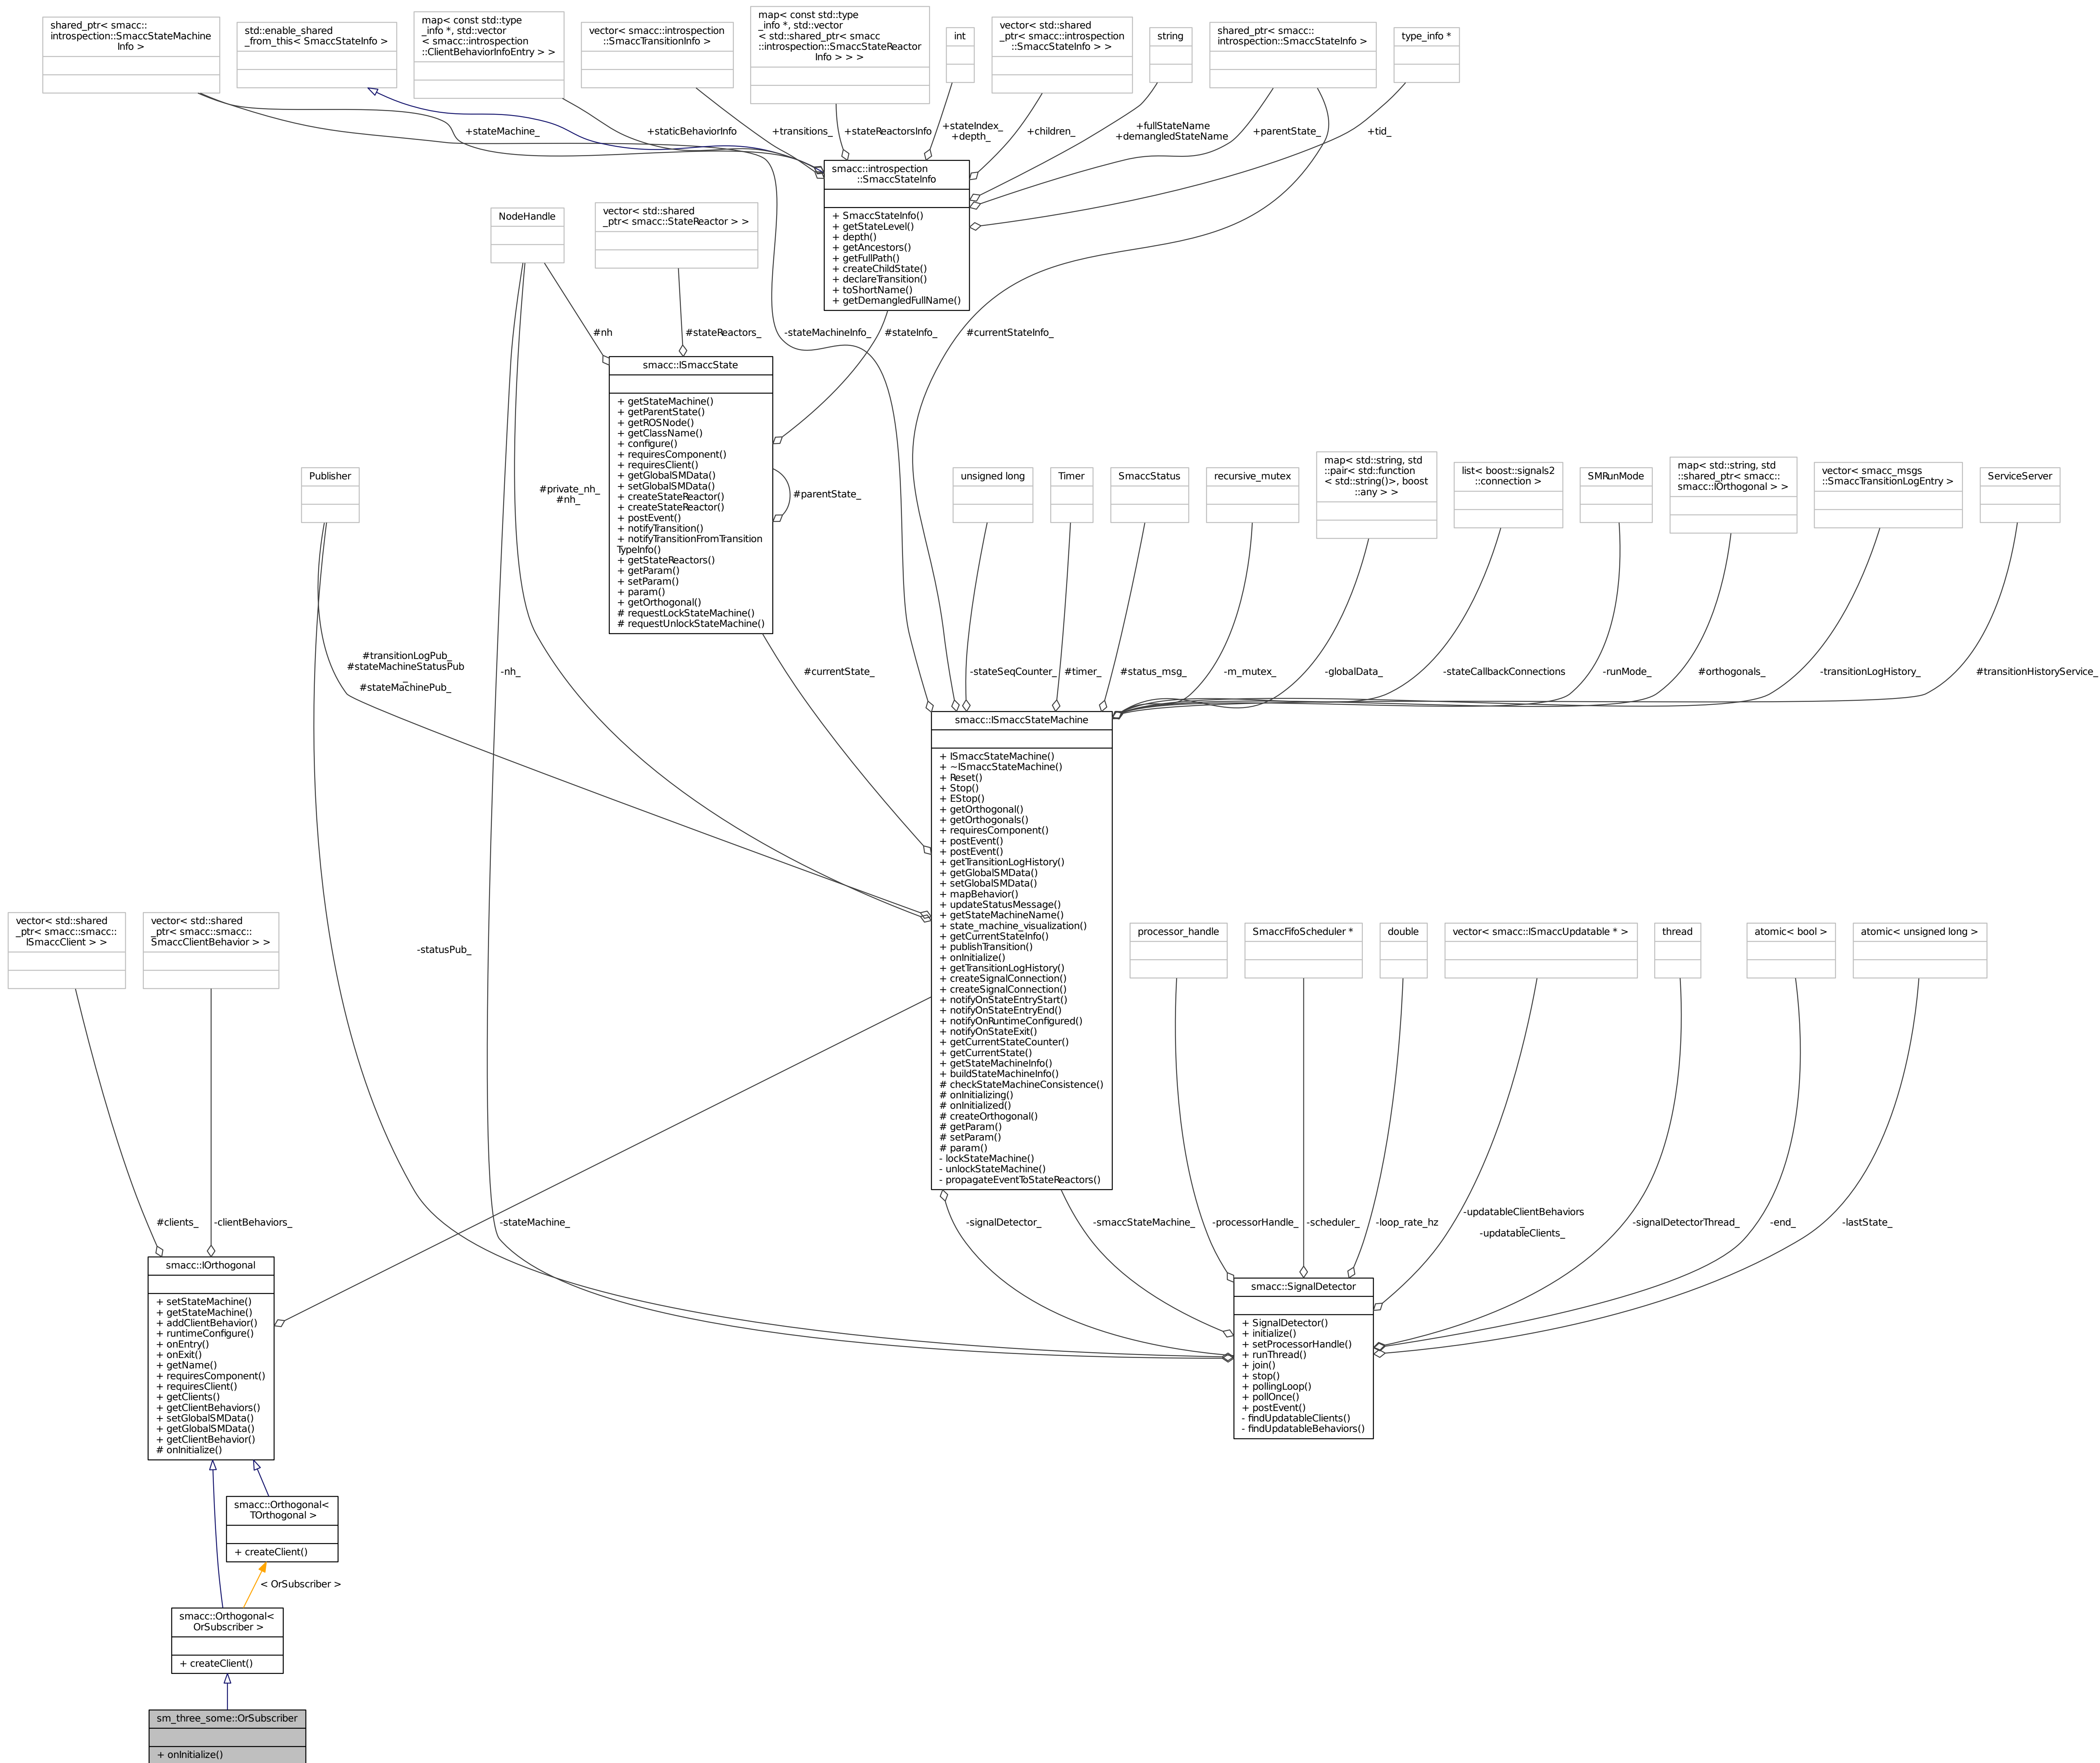 shared_ptr< smacc::
introspection::SmaccStateMachine
Info >
std::enable_shared
_from_this< SmaccStateInfo >
map< const std::type
_info *, std::vector
< smacc::introspection
::ClientBehaviorInfoEntry > >
vector< smacc::introspection
::SmaccTransitionInfo >
map< const std::type
_info *, std::vector
< std::shared_ptr< smacc
::introspection::SmaccStateReactor
Info > > >
int
vector< std::shared
_ptr< smacc::introspection
::SmaccStateInfo > >
string
shared_ptr< smacc::
introspection::SmaccStateInfo >
type_info *
+stateMachine_
+staticBehaviorInfo
+transitions_
+stateReactorsInfo
+stateIndex_
+depth_
+children_
+fullStateName
+demangledStateName
+parentState_
+tid_
smacc::introspection
::SmaccStateInfo
+ SmaccStateInfo()
+ getStateLevel()
+ depth()
+ getAncestors()
+ getFullPath()
+ createChildState()
+ declareTransition()
+ toShortName()
+ getDemangledFullName()
NodeHandle
vector< std::shared
_ptr< smacc::StateReactor > >
#nh
#stateReactors_
-stateMachineInfo_
#stateInfo_
#currentStateInfo_
smacc::ISmaccState
+ getStateMachine()
+ getParentState()
+ getROSNode()
+ getClassName()
+ configure()
+ requiresComponent()
+ requiresClient()
+ getGlobalSMData()
+ setGlobalSMData()
+ createStateReactor()
+ createStateReactor()
+ postEvent()
+ notifyTransition()
+ notifyTransitionFromTransition
TypeInfo()
+ getStateReactors()
+ getParam()
+ setParam()
+ param()
+ getOrthogonal()
# requestLockStateMachine()
# requestUnlockStateMachine()
#parentState_
Publisher
#private_nh_
#nh_
unsigned long
Timer
SmaccStatus
recursive_mutex
map< std::string, std
::pair< std::function
< std::string()>, boost
::any > >
list< boost::signals2
::connection >
SMRunMode
map< std::string, std
::shared_ptr< smacc::
smacc::IOrthogonal > >
vector< smacc_msgs
::SmaccTransitionLogEntry >
ServiceServer
#transitionLogPub_
#stateMachineStatusPub
_
#stateMachinePub_
-nh_
#currentState_
-stateSeqCounter_
#timer_
#status_msg_
-m_mutex_
-globalData_
-stateCallbackConnections
-runMode_
#orthogonals_
-transitionLogHistory_
#transitionHistoryService_
smacc::ISmaccStateMachine
+ ISmaccStateMachine()
+ ~ISmaccStateMachine()
+ Reset()
+ Stop()
+ EStop()
+ getOrthogonal()
+ getOrthogonals()
+ requiresComponent()
+ postEvent()
+ postEvent()
+ getTransitionLogHistory()
+ getGlobalSMData()
+ setGlobalSMData()
+ mapBehavior()
+ updateStatusMessage()
+ getStateMachineName()
+ state_machine_visualization()
+ getCurrentStateInfo()
+ publishTransition()
+ onInitialize()
+ getTransitionLogHistory()
+ createSignalConnection()
+ createSignalConnection()
+ notifyOnStateEntryStart()
+ notifyOnStateEntryEnd()
+ notifyOnRuntimeConfigured()
+ notifyOnStateExit()
+ getCurrentStateCounter()
+ getCurrentState()
+ getStateMachineInfo()
+ buildStateMachineInfo()
# checkStateMachineConsistence()
# onInitializing()
# onInitialized()
# createOrthogonal()
# getParam()
# setParam()
# param()
- lockStateMachine()
- unlockStateMachine()
- propagateEventToStateReactors()
vector< std::shared
_ptr< smacc::smacc::
ISmaccClient > >
vector< std::shared
_ptr< smacc::smacc::
SmaccClientBehavior > >
-statusPub_
processor_handle
SmaccFifoScheduler *
double
vector< smacc::ISmaccUpdatable * >
thread
atomic< bool >
atomic< unsigned long >
#clients_
-clientBehaviors_
-stateMachine_
-signalDetector_
-smaccStateMachine_
-processorHandle_
-scheduler_
-loop_rate_hz
-updatableClientBehaviors
_
-updatableClients_
-signalDetectorThread_
-end_
-lastState_
smacc::IOrthogonal
+ setStateMachine()
+ getStateMachine()
+ addClientBehavior()
+ runtimeConfigure()
+ onEntry()
+ onExit()
+ getName()
+ requiresComponent()
+ requiresClient()
+ getClients()
+ getClientBehaviors()
+ setGlobalSMData()
+ getGlobalSMData()
+ getClientBehavior()
# onInitialize()
smacc::SignalDetector
+ SignalDetector()
+ initialize()
+ setProcessorHandle()
+ runThread()
+ join()
+ stop()
+ pollingLoop()
+ pollOnce()
+ postEvent()
- findUpdatableClients()
- findUpdatableBehaviors()
smacc::Orthogonal<
TOrthogonal >
+ createClient()
< OrSubscriber >
smacc::Orthogonal<
OrSubscriber >
+ createClient()
sm_three_some::OrSubscriber
+ onInitialize()